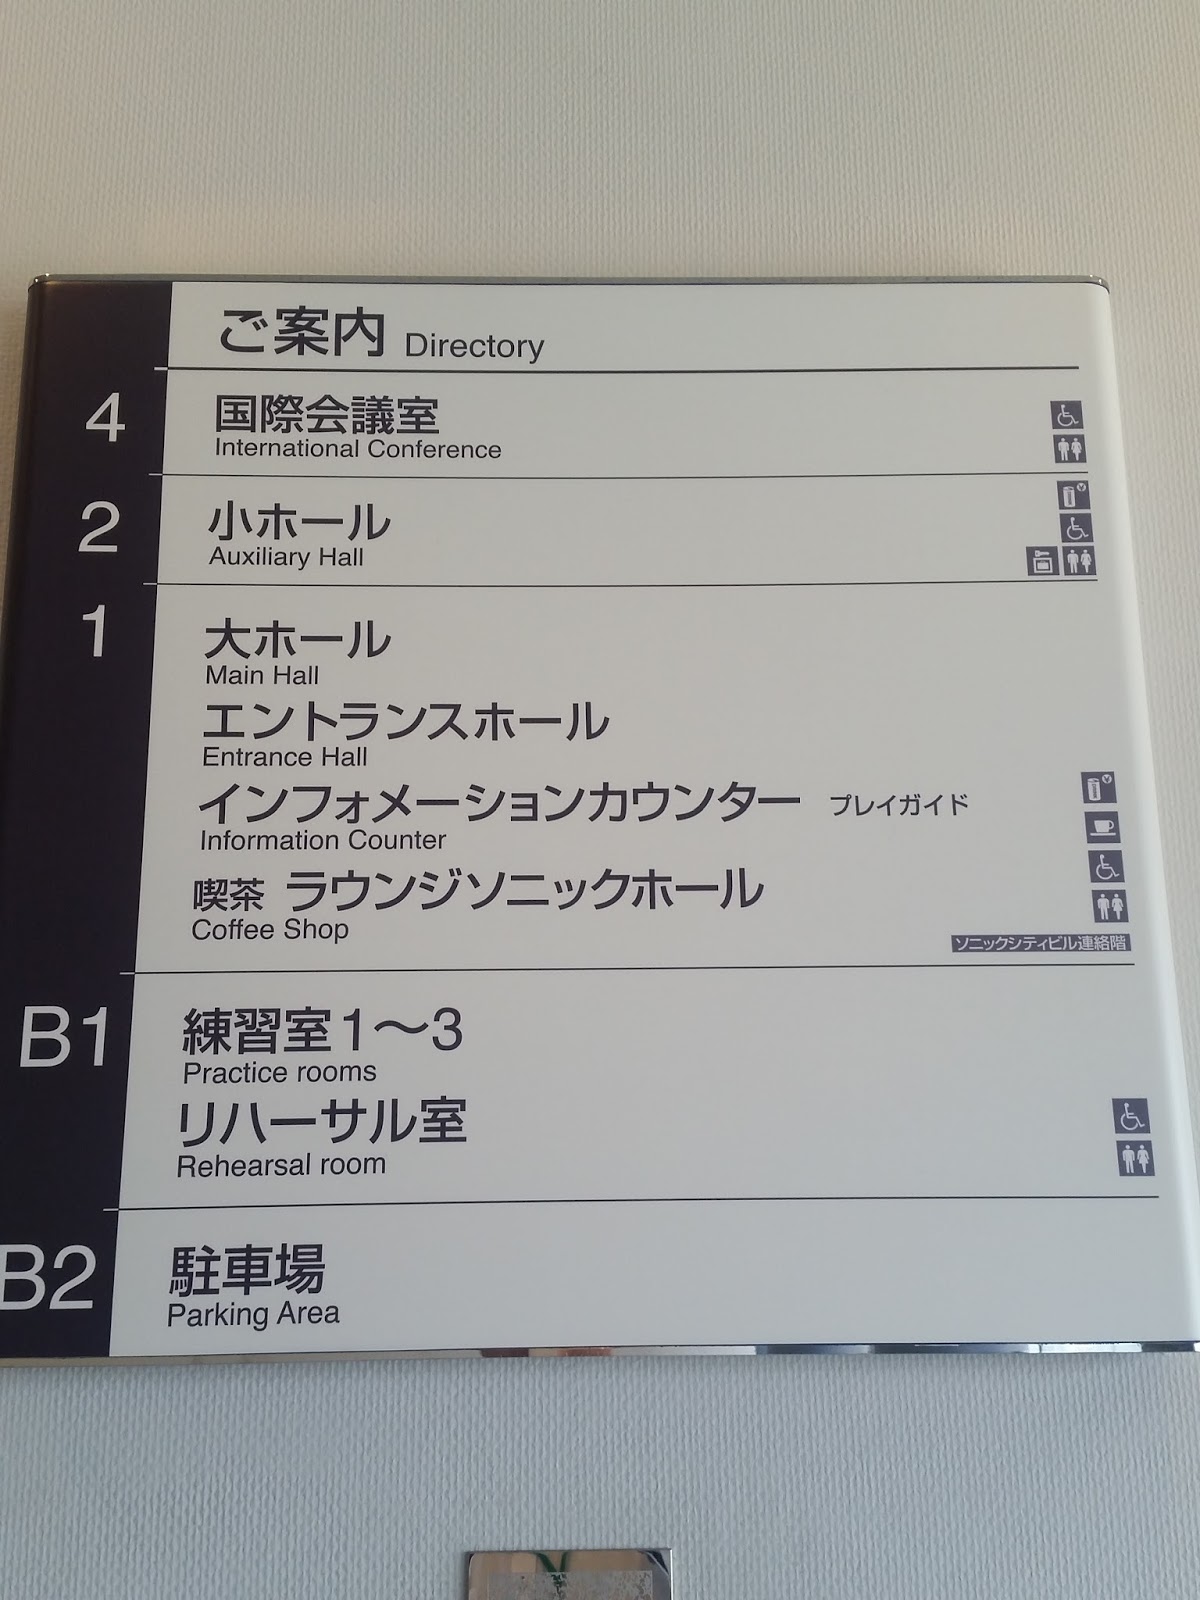 ご案内 Directory
4 国際会議室
International Conference
2 小ホール
Auxiliary Hall
1 大ホール
Main Hall
エントランスホール
Entrance Hall
インフォメーションカウンター プレイガイド
Information Counter
喫茶 ラウンジソニックホール
Coffee Shop
ソニックシティビル連絡階
B1 練習室1〜3
Practice rooms
リハーサル室
Rehearsal room
B2 駐車場
Parking Area